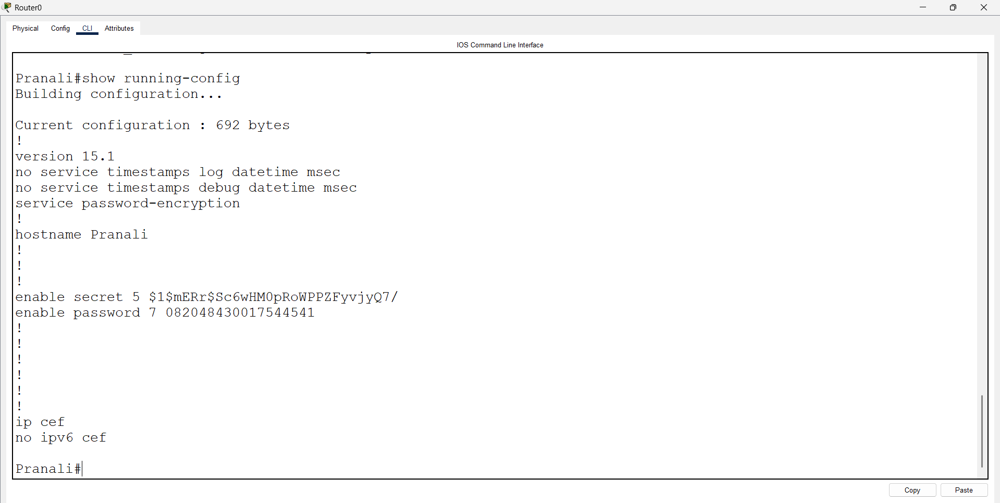 Router0
Physical Config CLI Attributes
IOS Command Line Interface
Pranali#show running-config
Building configuration...
Current configuration : 692 bytes
!
version 15.1
no service timestamps log datetime msec
no service timestamps debug datetime msec
service password-encryption
!
hostname Pranali
!
!
!
enable secret 5 $1$mERr$Sc6wHM0pRoWPPZFyvjyQ7/
enable password 7 082048430017544541
!
!
!
!
!
!
ip cef
no ipv6 cef
Pranali#
Copy Paste